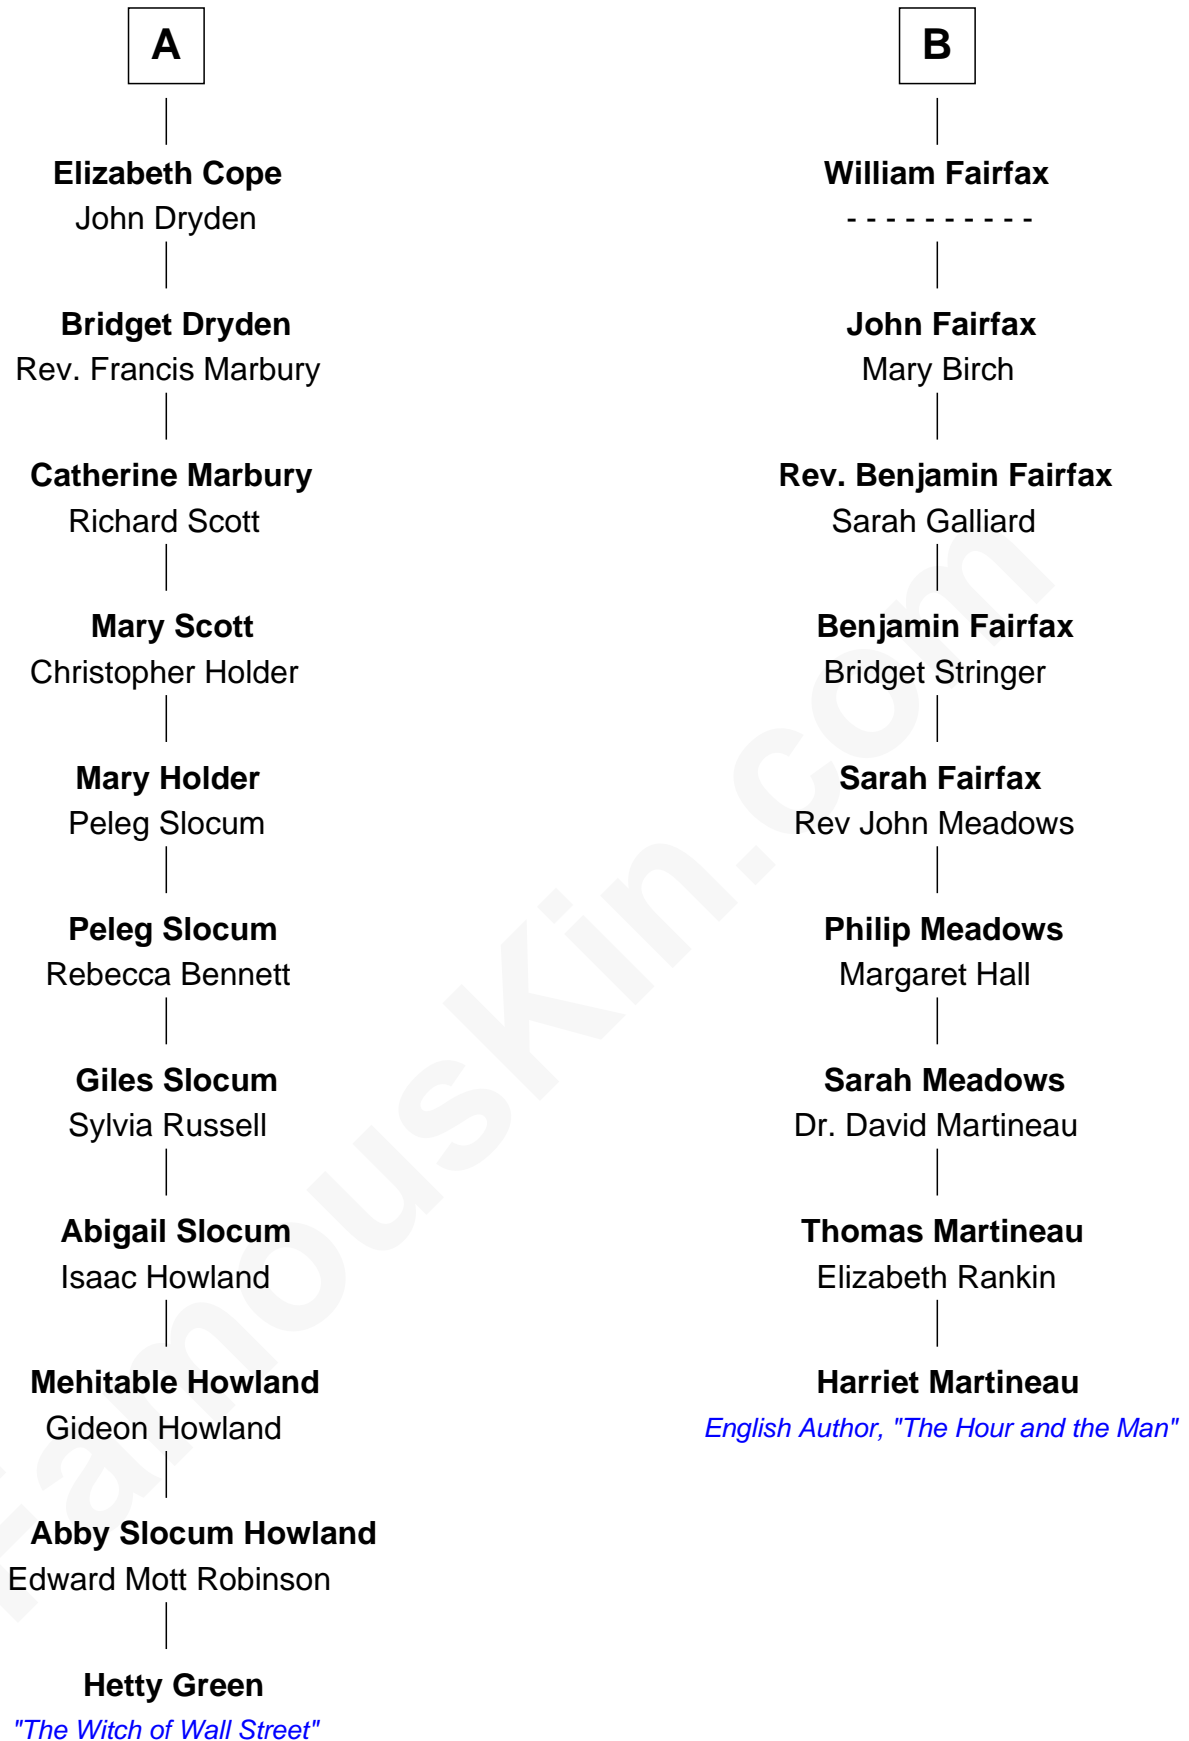 A
Elizabeth Cope
John Dryden
Bridget Dryden
Rev. Francis Marbury
Catherine Marbury
Richard Scott
Mary Scott
Christopher Holder
Mary Holder
Peleg Slocum
Peleg Slocum
Rebecca Bennett
Giles Slocum
Sylvia Russell
Abigail Slocum
Isaac Howland
Mehitable Howland
Gideon Howland
Abby Slocum Howland
Edward Mott Robinson
Hetty Green
"The Witch of Wall Street"
B
William Fairfax
- - - - - - - - - -
John Fairfax
Mary Birch
Rev. Benjamin Fairfax
Sarah Galliard
Benjamin Fairfax
Bridget Stringer
Sarah Fairfax
Rev John Meadows
Philip Meadows
Margaret Hall
Sarah Meadows
Dr. David Martineau
Thomas Martineau
Elizabeth Rankin
Harriet Martineau
English Author, "The Hour and the Man"
FamousKin.com